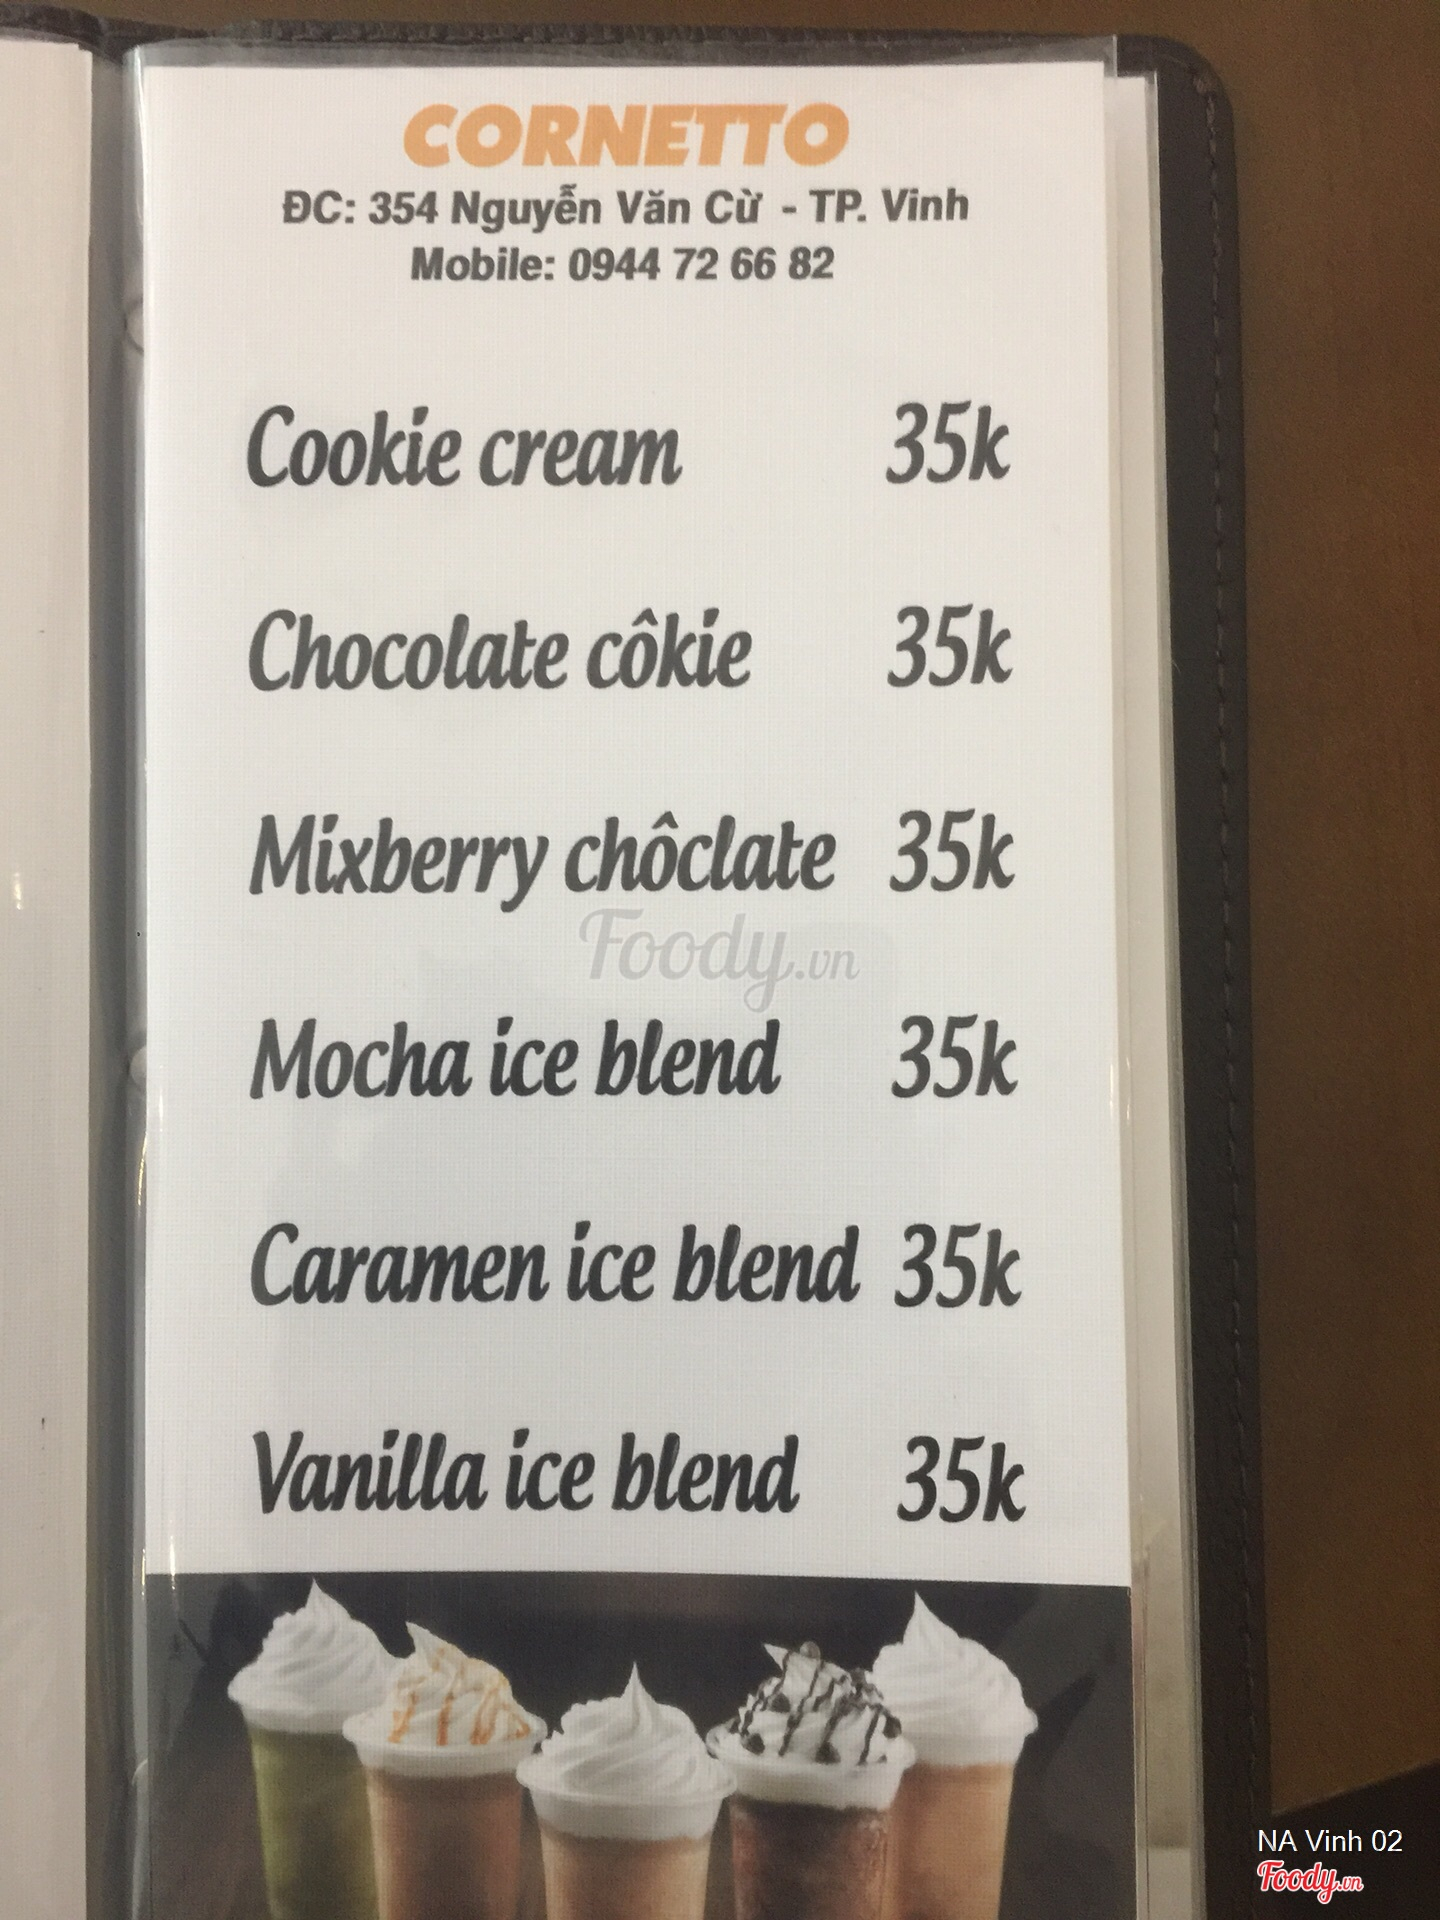 CORNETTO
ĐC: 354 Nguyễn Văn Cừ - TP. Vinh
Mobile: 0944 72 66 82
Cookie cream 35k
Chocolate côkie 35k
Mixberry chôclate 35k
Foody.vn
Mocha ice blend 35k
Caramen ice blend 35k
Vanilla ice blend 35k
NA Vinh 02
Foody.vn